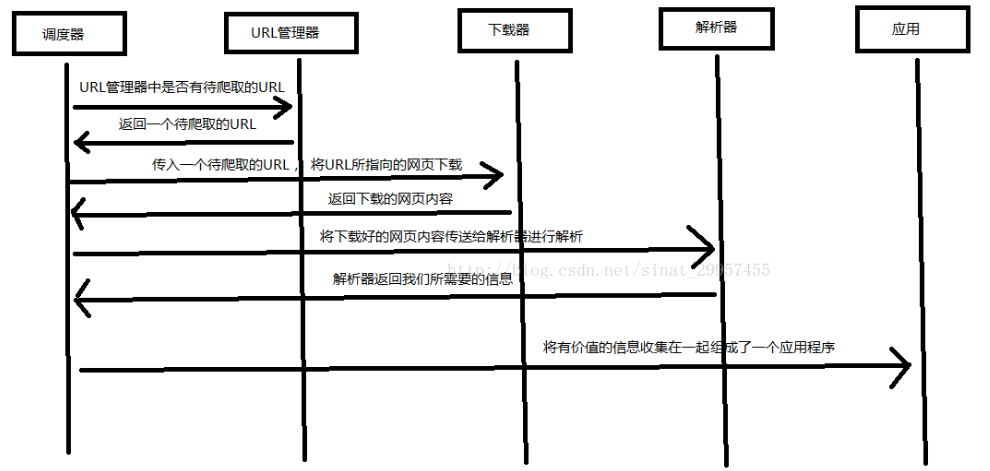 调度器
URL管理器
下载器
解析器
应用
URL管理器中是否有待爬取的URL
返回一个待爬取的URL
传入一个待爬取的URL， 将URL所指向的网页下载
返回下载的网页内容
将下载好的网页内容传送给解析器进行解析
http://blog.csdn.net/sinat_29957455
解析器返回我们所需要的信息
将有价值的信息收集在一起组成了一个应用程序